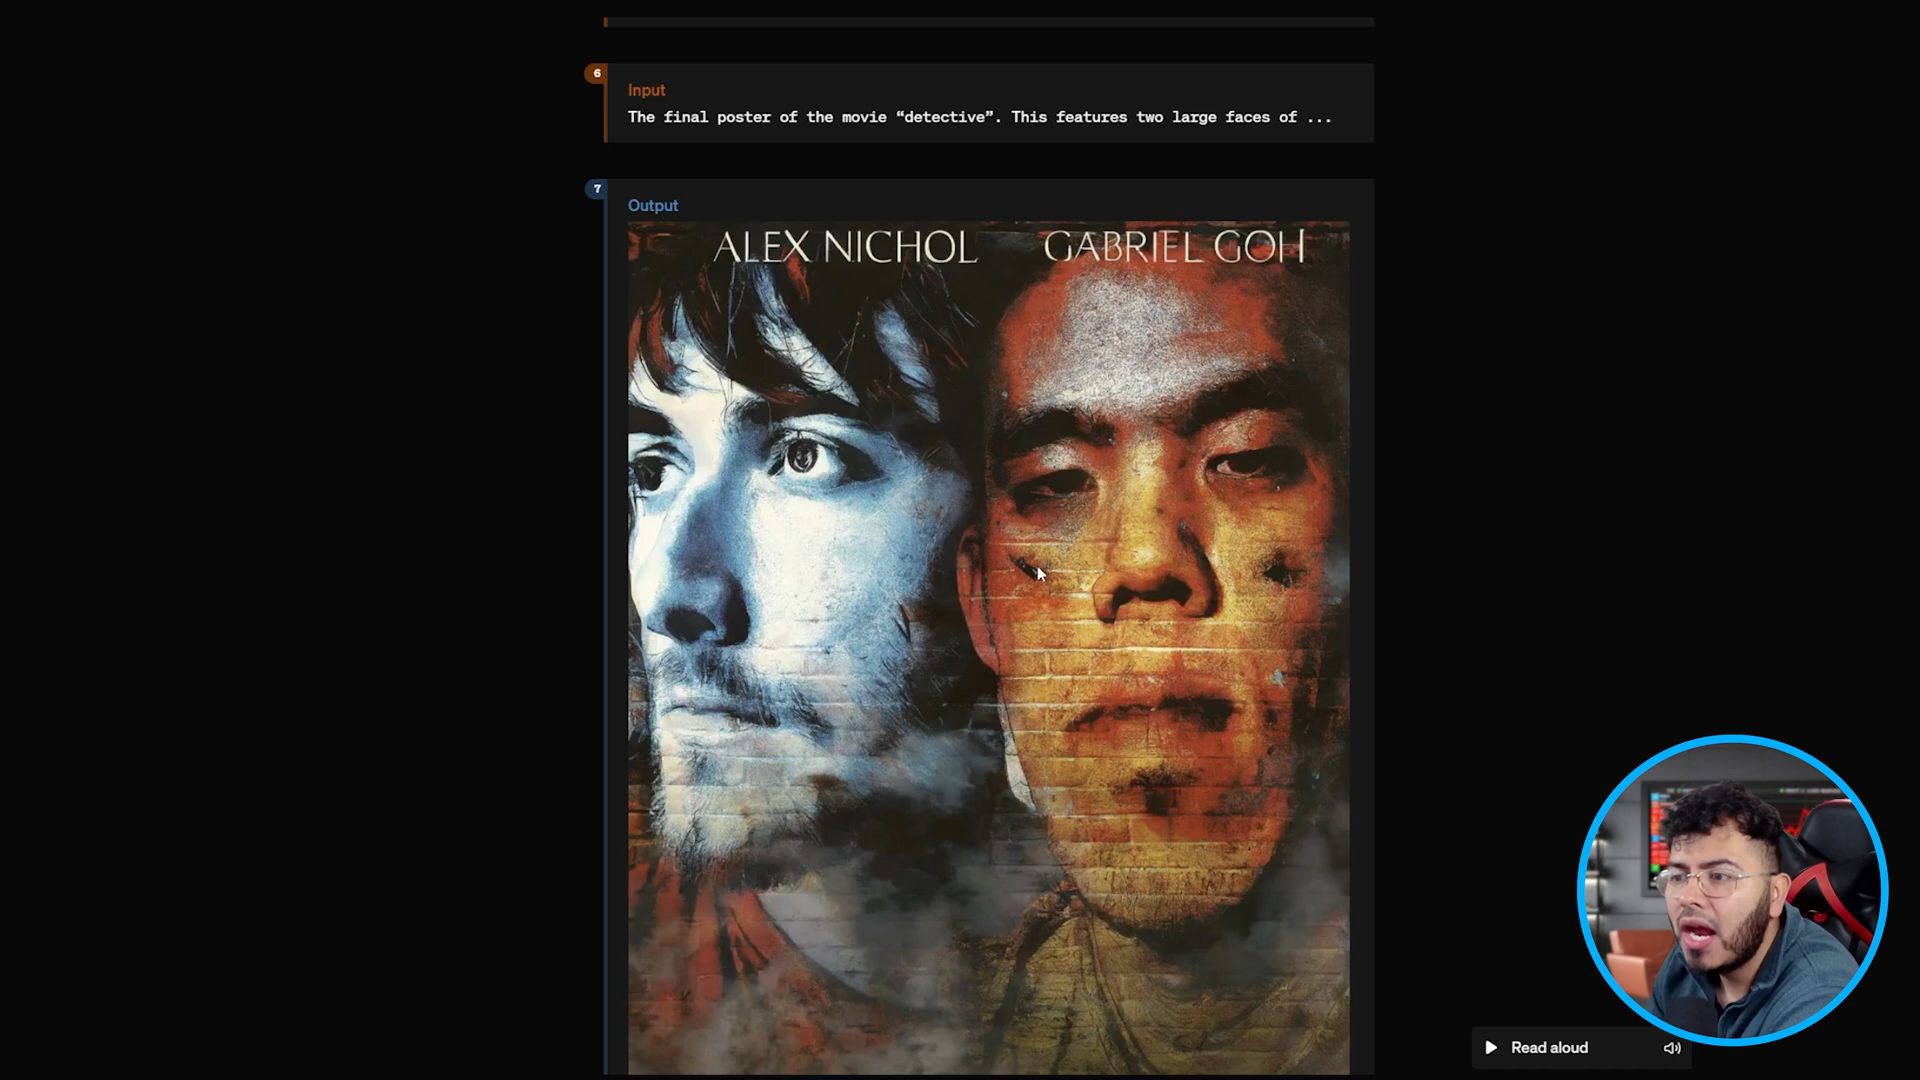 6
Input
The final poster of the movie “detective”. This features two large faces of ...
7
Output
ALEX NICHOL GABRIEL GOH
Read aloud